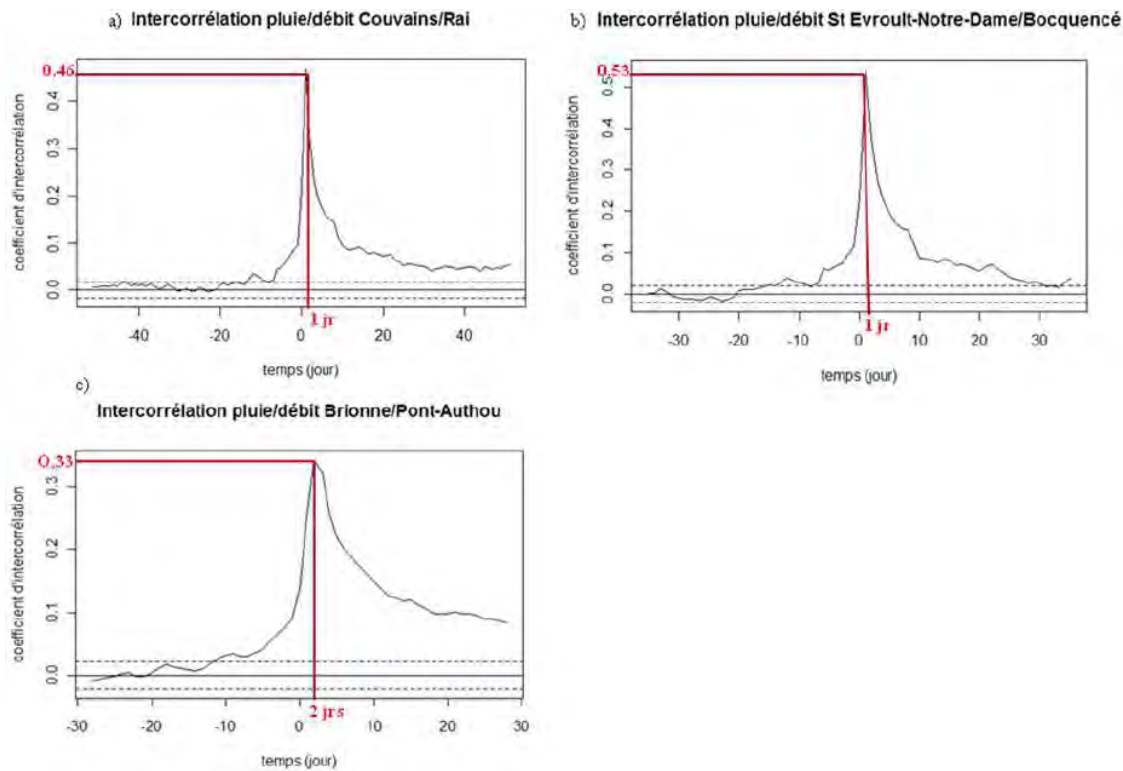 a) Intercorrélation pluie/débit Couvains/Rai
0.46
coefficient d'intercorrélation
0.0 0.1 0.2 0.3 0.4
-40 -20 0 20 40
1 jr
temps (jour)
b) Intercorrélation pluie/débit St Evroult-Notre-Dame/Bocquencé
0.53
coefficient d'intercorrélation
0.0 0.1 0.2 0.3 0.4 0.5
-30 -20 -10 0 10 20 30
1 jr
temps (jour)
c)
Intercorrélation pluie/débit Brionne/Pont-Authou
0.33
coefficient d'intercorrélation
0.0 0.1 0.2 0.3
-30 -20 -10 0 10 20 30
2 jrs
temps (jour)